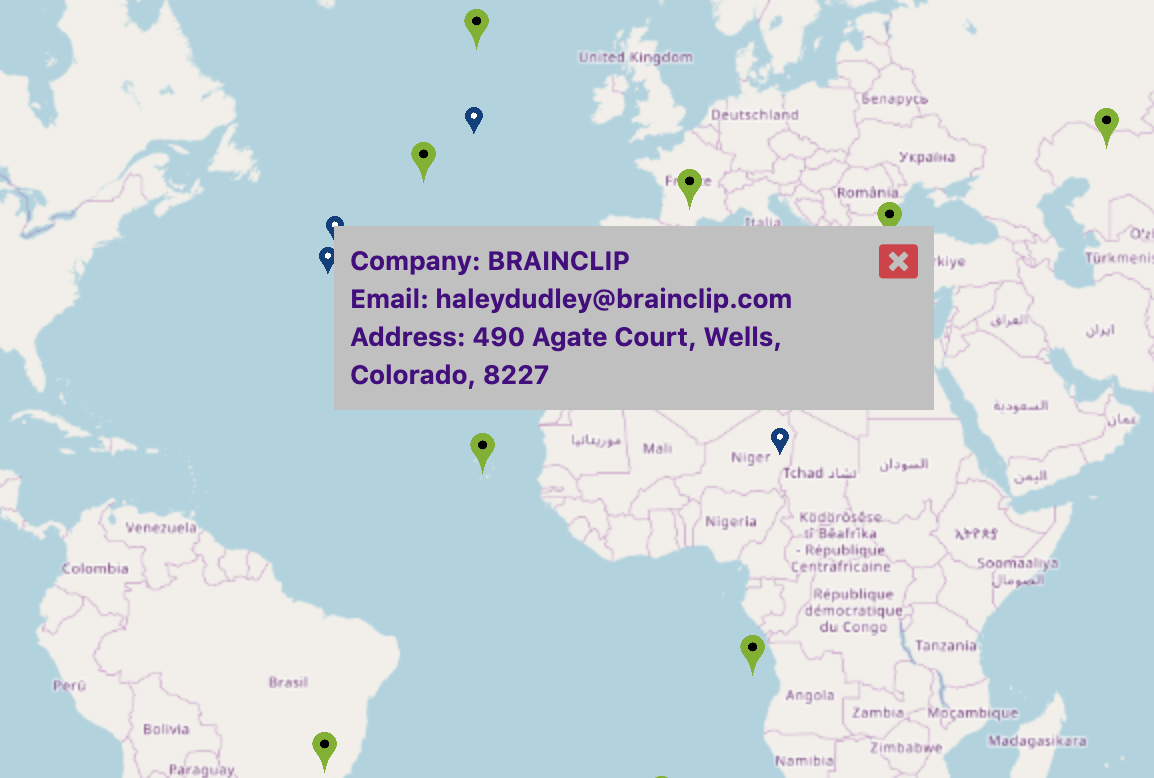 United Kingdom
Беларусь
Deutschland
Україна
France
România
Italia
Company: BRAINCLIP
Email: haleydudley@brainclip.com
Address: 490 Agate Court, Wells,
Colorado, 8227
rkiye
Türkmenis
O'z
العراق
ایران
السعودية
عمان
اليمن
موريتانيا
Mali
Niger
Tchad تشاد
السودان
Nigeria
Ködörösêse
tî Bêafrîka
- République
Centrafricaine
Soomaaliya
الصومال
République
démocratique
du Congo
Tanzania
Venezuela
Colombia
Perú
Brasil
Bolivia
Paraguay
Angola
Zambia
Moçambique
Zimbabwe
Madagasikara
Namibia